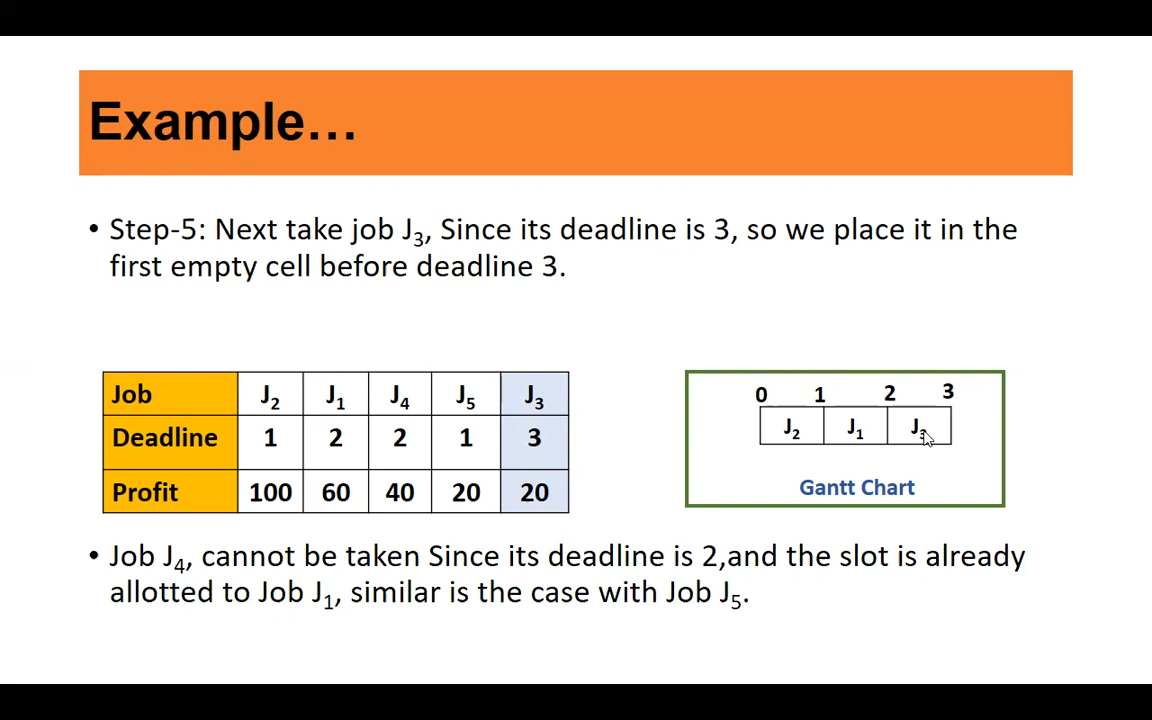 Example…
• Step-5: Next take job J₃, Since its deadline is 3, so we place it in the
first empty cell before deadline 3.
Job J₂ J₁ J₄ J₅ J₃
Deadline 1 2 2 1 3
Profit 100 60 40 20 20
0 1 2 3
J₂ J₁ J₃
Gantt Chart
• Job J₄, cannot be taken Since its deadline is 2,and the slot is already
allotted to Job J₁, similar is the case with Job J₅.